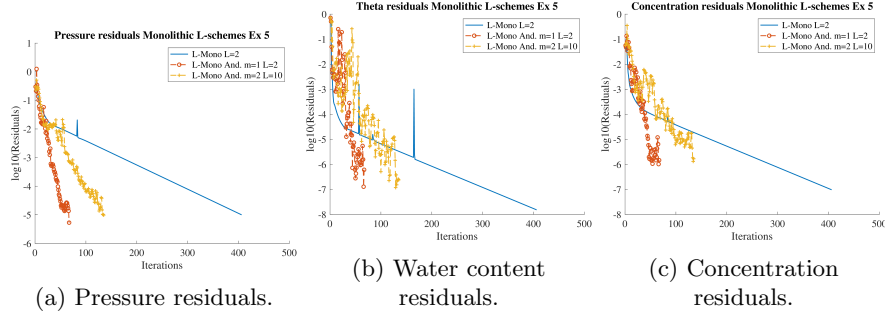 Pressure residuals Monolithic L-schemes Ex 5
L-Mono L=2
L-Mono And. m=1 L=2
L-Mono And. m=2 L=10
log10(Residuals)
1
0
-1
-2
-3
-4
-5
-6
0 100 200 300 400 500
Iterations
(a) Pressure residuals.
Theta residuals Monolithic L-schemes Ex 5
L-Mono L=2
L-Mono And. m=1 L=2
L-Mono And. m=2 L=10
log10(Residuals)
0
-1
-2
-3
-4
-5
-6
-7
-8
0 100 200 300 400 500
Iterations
(b) Water content
residuals.
Concentration residuals Monolithic L-schemes Ex 5
L-Mono L=2
L-Mono And. m=1 L=2
L-Mono And. m=2 L=10
log10(Residuals)
0
-1
-2
-3
-4
-5
-6
-7
-8
0 100 200 300 400 500
Iterations
(c) Concentration
residuals.